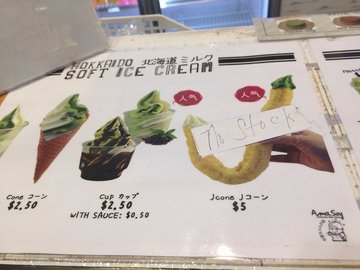 HOKKAIDO 北海道ミルク
SOFT ICE CREAM
人気
人気
No Stock
Cone コーン
$2.50
Cup カップ
$2.50
WITH SAUCE: $0.50
Jcone Jコーン
$5